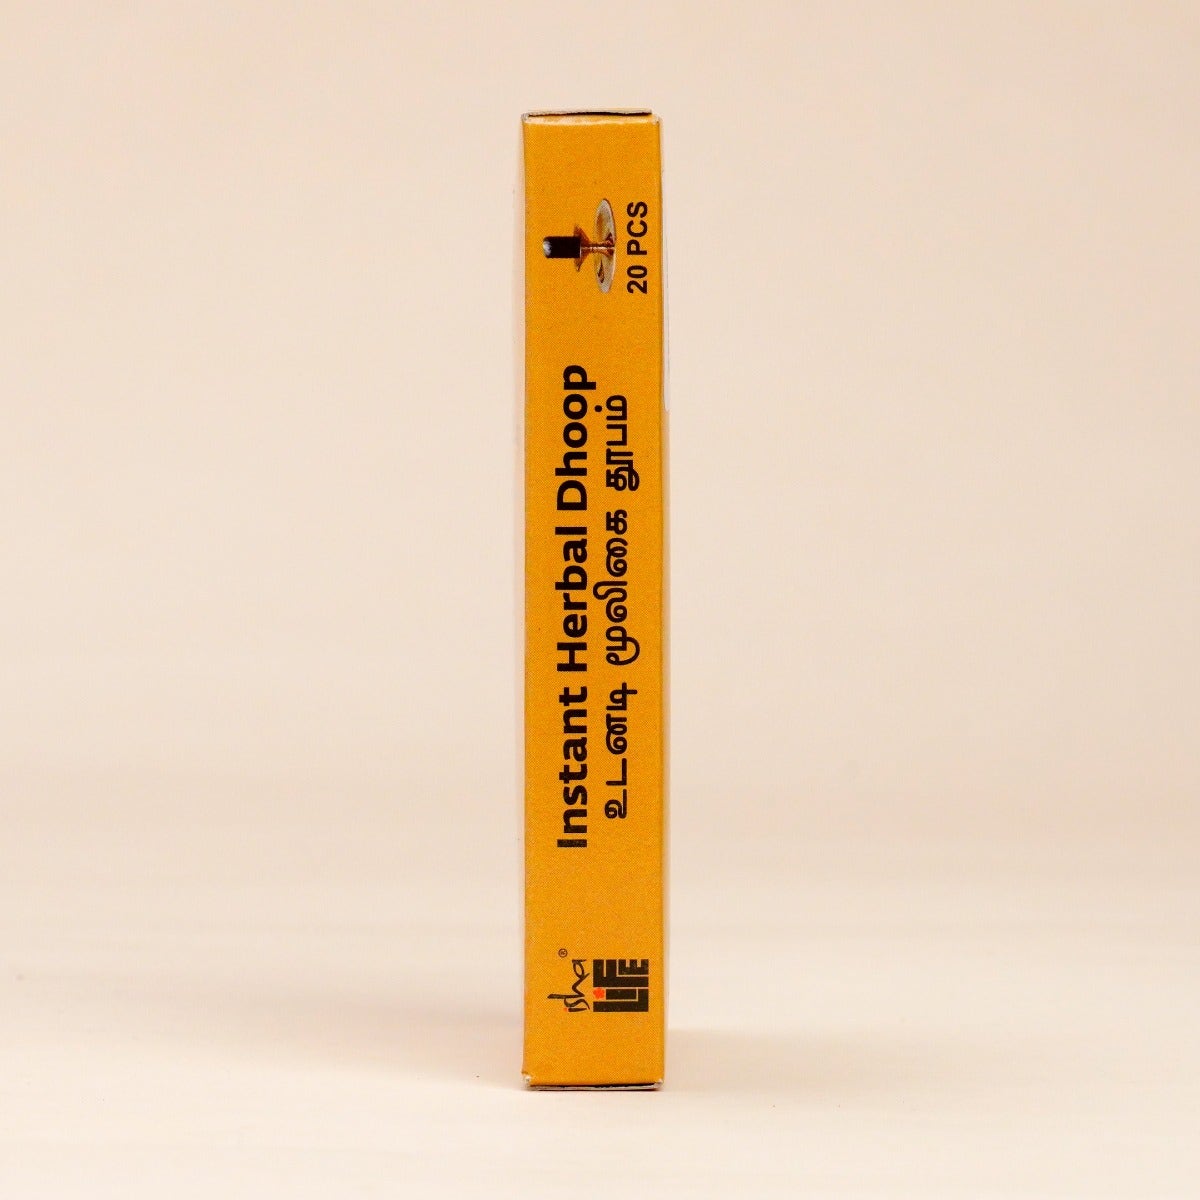 isha®
LIFE
Instant Herbal Dhoop
உடனடி மூலிகை தூபம்
20 PCS